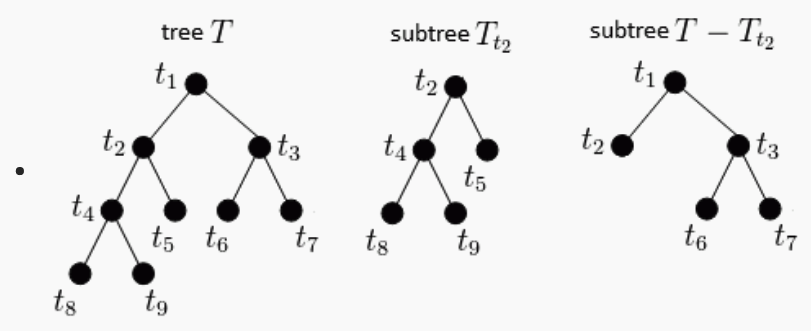 tree T
subtree T_{t_2}
subtree T − T_{t_2}
t_1
t_2
t_3
t_4
t_5
t_6
t_7
t_8
t_9
t_2
t_4
t_5
t_8
t_9
t_1
t_2
t_3
t_6
t_7